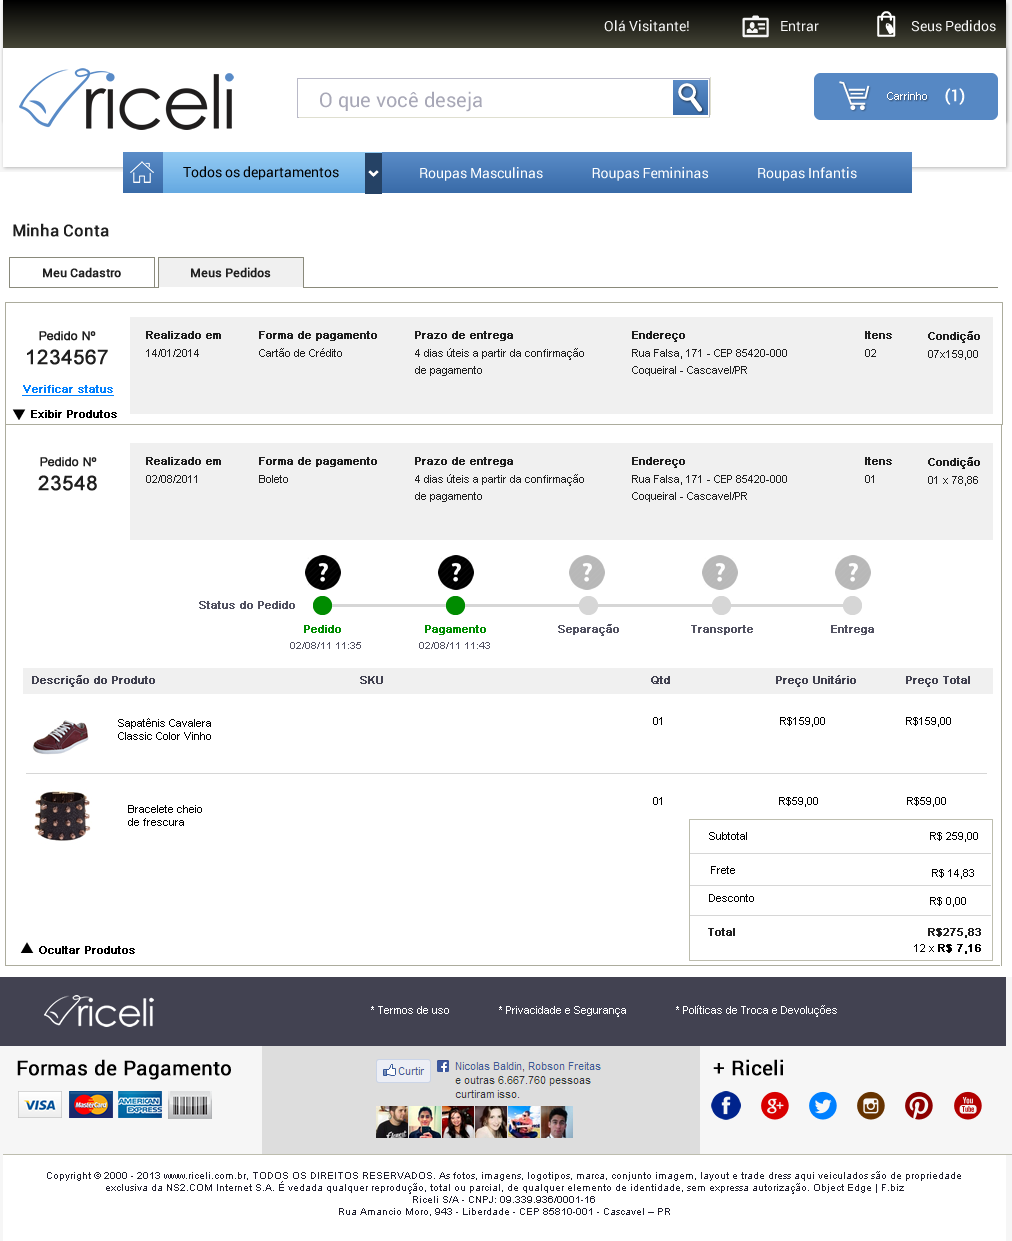 Olá Visitante!
Entrar
Seus Pedidos
riceli
O que você deseja
Carrinho (1)
Todos os departamentos
Roupas Masculinas
Roupas Femininas
Roupas Infantis
Minha Conta
Meu Cadastro
Meus Pedidos
Pedido Nº
1234567
Verificar status
▼ Exibir Produtos
Realizado em
14/01/2014
Forma de pagamento
Cartão de Crédito
Prazo de entrega
4 dias úteis a partir da confirmação
de pagamento
Endereço
Rua Falsa, 171 - CEP 85420-000
Coqueiral - Cascavel/PR
Itens
02
Condição
07x159,00
Pedido Nº
23548
Realizado em
02/08/2011
Forma de pagamento
Boleto
Prazo de entrega
4 dias úteis a partir da confirmação
de pagamento
Endereço
Rua Falsa, 171 - CEP 85420-000
Coqueiral - Cascavel/PR
Itens
01
Condição
01 x 78,86
? ? ? ? ?
Status do Pedido
Pedido
02/08/11 11:35
Pagamento
02/08/11 11:43
Separação
Transporte
Entrega
Descrição do Produto SKU Qtd Preço Unitário Preço Total
Sapatênis Cavalera
Classic Color Vinho
01 R$159,00 R$159,00
Bracelete cheio
de frescura
01 R$59,00 R$59,00
Subtotal R$ 259,00
Frete R$ 14,83
Desconto R$ 0,00
Total R$275,83
12 x R$ 7,16
▲ Ocultar Produtos
riceli
* Termos de uso
* Privacidade e Segurança
* Políticas de Troca e Devoluções
Formas de Pagamento
VISA
MasterCard
AMERICAN EXPRESS
Curtir
Nicolas Baldin, Robson Freitas
e outras 6.667.760 pessoas
curtiram isso.
+ Riceli
You
Tube
Copyright © 2000 - 2013 www.riceli.com.br, TODOS OS DIREITOS RESERVADOS. As fotos, imagens, logotipos, marca, conjunto imagem, layout e trade dress aqui veiculados são de propriedade
exclusiva da NS2.COM Internet S.A. É vedada qualquer reprodução, total ou parcial, de qualquer elemento de identidade, sem expressa autorização. Object Edge | F.biz
Riceli S/A - CNPJ: 09.339.936/0001-16
Rua Amancio Moro, 943 - Liberdade - CEP 85810-001 - Cascavel – PR